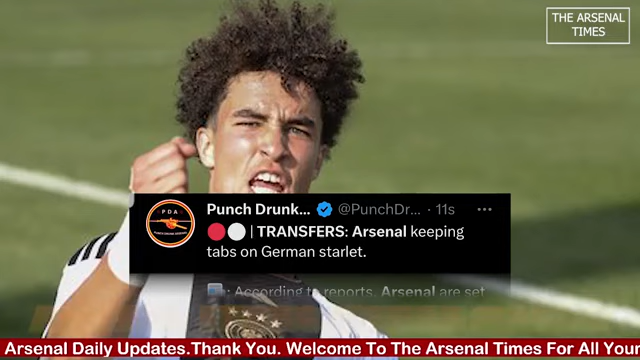 THE ARSENAL
TIMES
PDA
Punch Drunk... @PunchDr... · 11s ...
🔴⚪ | TRANSFERS: Arsenal keeping
tabs on German starlet.
: According to reports, Arsenal are set
Arsenal Daily Updates.Thank You. Welcome To The Arsenal Times For All Your